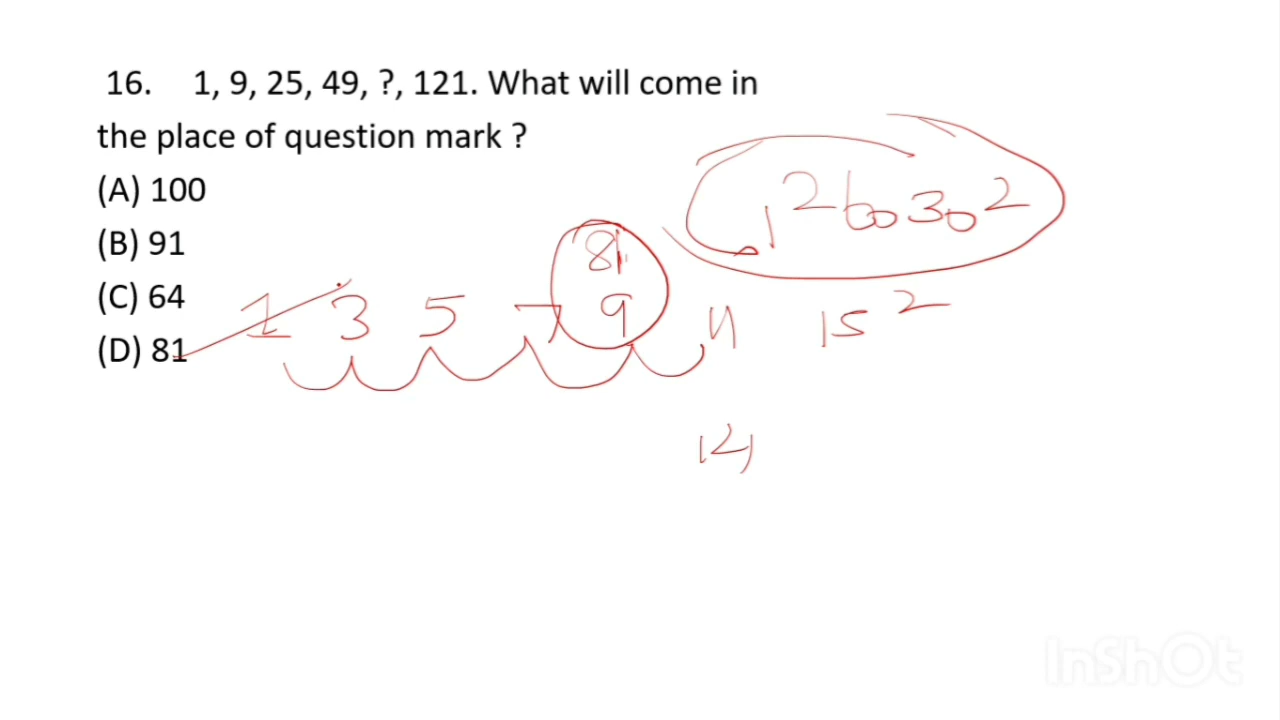 16. 1, 9, 25, 49, ?, 121. What will come in
the place of question mark ?
(A) 100
(B) 91
(C) 64
(D) 81
1² to 30²
81
1 3 5 7 9 11 15²
InShOt